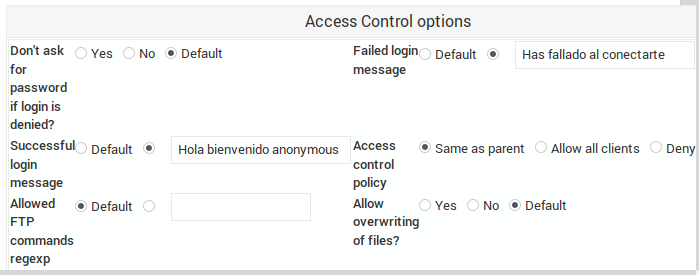 Access Control options
Don't ask for password if login is denied? Yes No Default
Failed login message Default Has fallado al conectarte
Successful login message Default Hola bienvenido anonymous
Access control policy Same as parent Allow all clients Deny
Allowed FTP commands regexp Default
Allow overwriting of files? Yes No Default